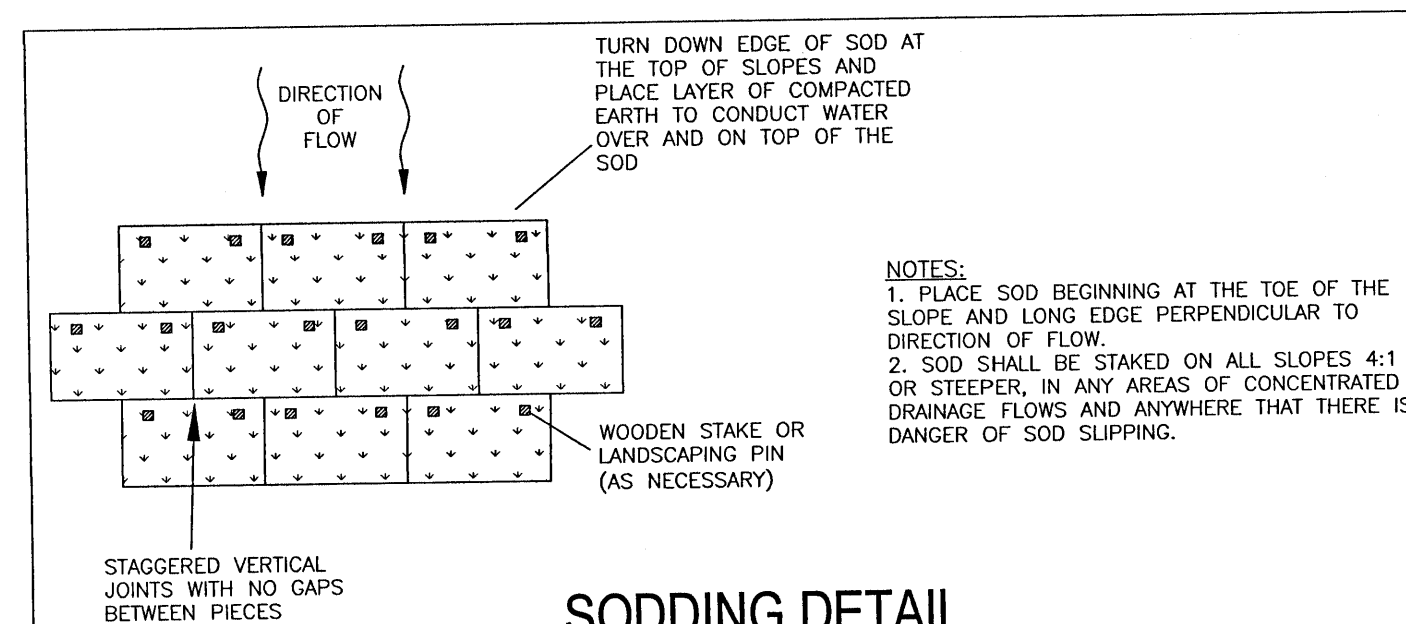 TURN DOWN EDGE OF SOD AT
THE TOP OF SLOPES AND
PLACE LAYER OF COMPACTED
EARTH TO CONDUCT WATER
OVER AND ON TOP OF THE
SOD
DIRECTION
OF
FLOW
NOTES:
1. PLACE SOD BEGINNING AT THE TOE OF THE
SLOPE AND LONG EDGE PERPENDICULAR TO
DIRECTION OF FLOW.
2. SOD SHALL BE STAKED ON ALL SLOPES 4:1
OR STEEPER, IN ANY AREAS OF CONCENTRATED
DRAINAGE FLOWS AND ANYWHERE THAT THERE IS
DANGER OF SOD SLIPPING.
WOODEN STAKE OR
LANDSCAPING PIN
(AS NECESSARY)
STAGGERED VERTICAL
JOINTS WITH NO GAPS
BETWEEN PIECES
SODDING DETAIL